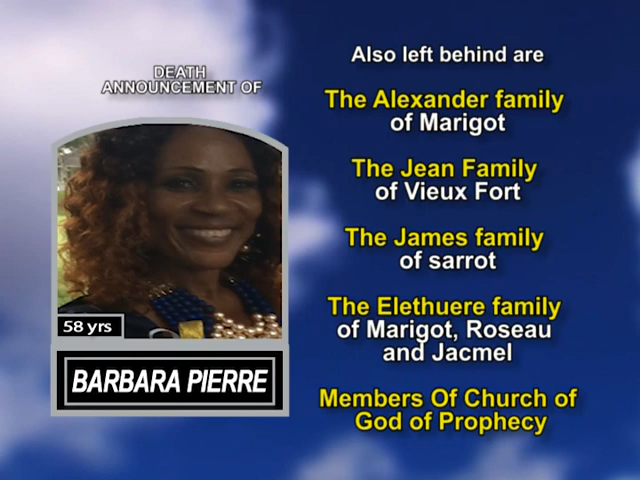 DEATH
ANNOUNCEMENT OF
58 yrs
BARBARA PIERRE
Also left behind are
The Alexander family
of Marigot
The Jean Family
of Vieux Fort
The James family
of sarrot
The Elethuere family
of Marigot, Roseau
and Jacmel
Members Of Church of
God of Prophecy